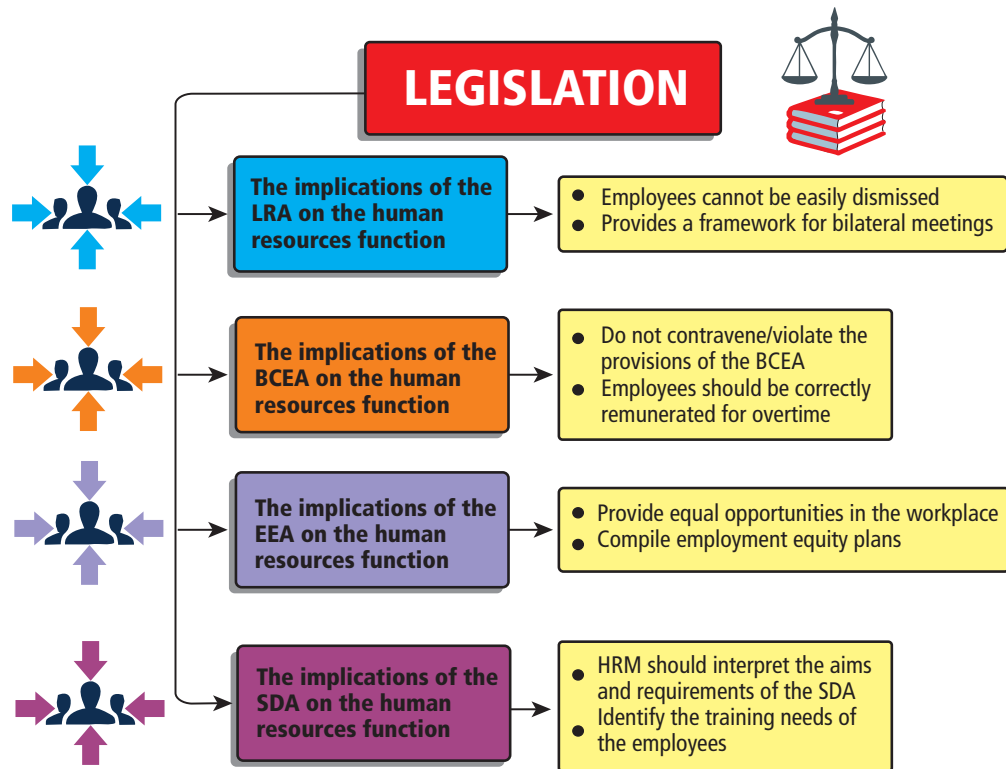 LEGISLATION
The implications of the
LRA on the human
resources function
• Employees cannot be easily dismissed
• Provides a framework for bilateral meetings
The implications of the
BCEA on the human
resources function
• Do not contravene/violate the
provisions of the BCEA
• Employees should be correctly
remunerated for overtime
The implications of the
EEA on the human
resources function
• Provide equal opportunities in the workplace
• Compile employment equity plans
The implications of the
SDA on the human
resources function
• HRM should interpret the aims
and requirements of the SDA
• Identify the training needs of
the employees